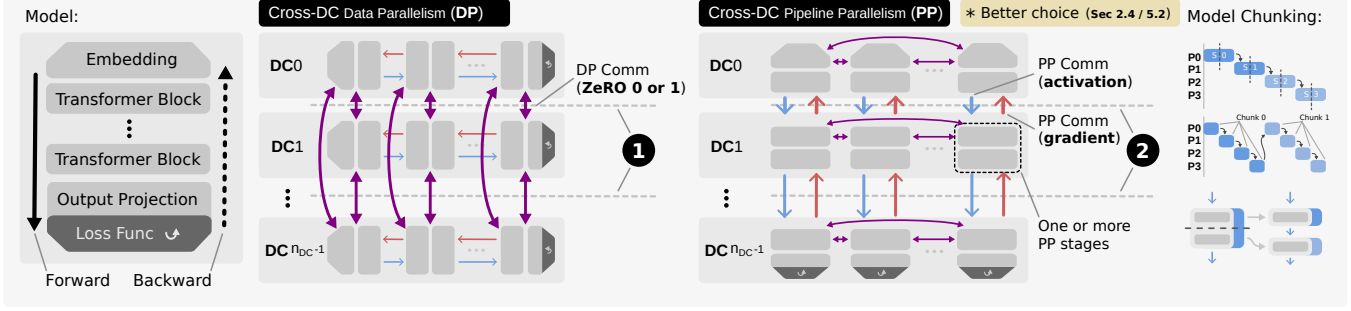 Model:
Embedding
Transformer Block
Transformer Block
Output Projection
Loss Func
Forward
Backward
Cross-DC Data Parallelism (DP)
DC0
DC1
DC n_DC-1
DP Comm
(ZeRO 0 or 1)
1
Cross-DC Pipeline Parallelism (PP)
* Better choice (Sec 2.4 / 5.2)
DC0
DC1
DC n_DC-1
PP Comm
(activation)
PP Comm
(gradient)
2
One or more
PP stages
Model Chunking:
P0
P1
P2
P3
Chunk 0
Chunk 1
P0
P1
P2
P3